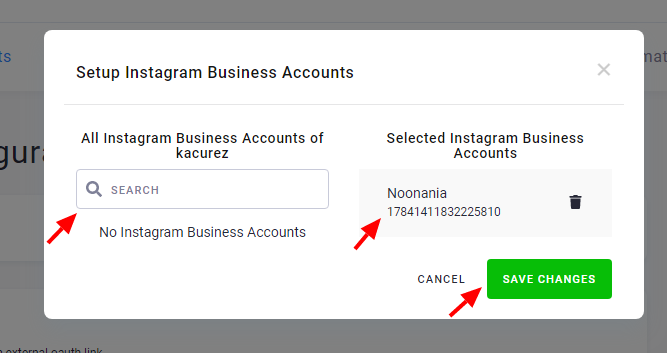 ts
mat
Setup Instagram Business Accounts
gura
All Instagram Business Accounts of
kacurez
SEARCH
No Instagram Business Accounts
Selected Instagram Business
Accounts
Noonania
17841411832225810
CANCEL
SAVE CHANGES
external oauth link